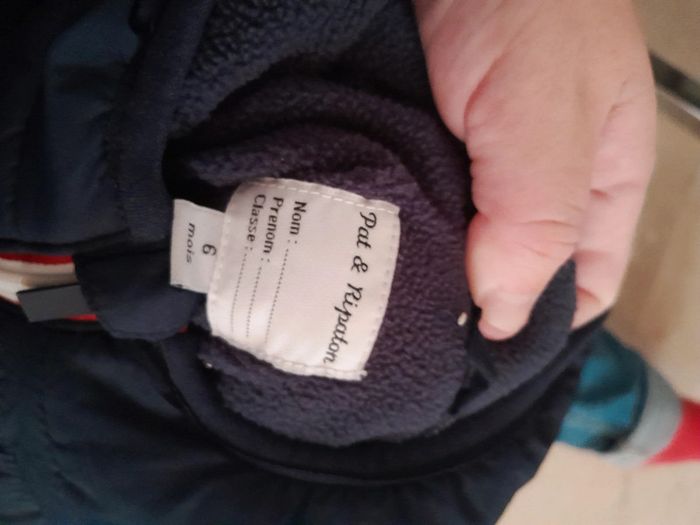 Pat & Ripaton
Nom : ...............
Prenom : ...............
Classe : ...............
6
mois